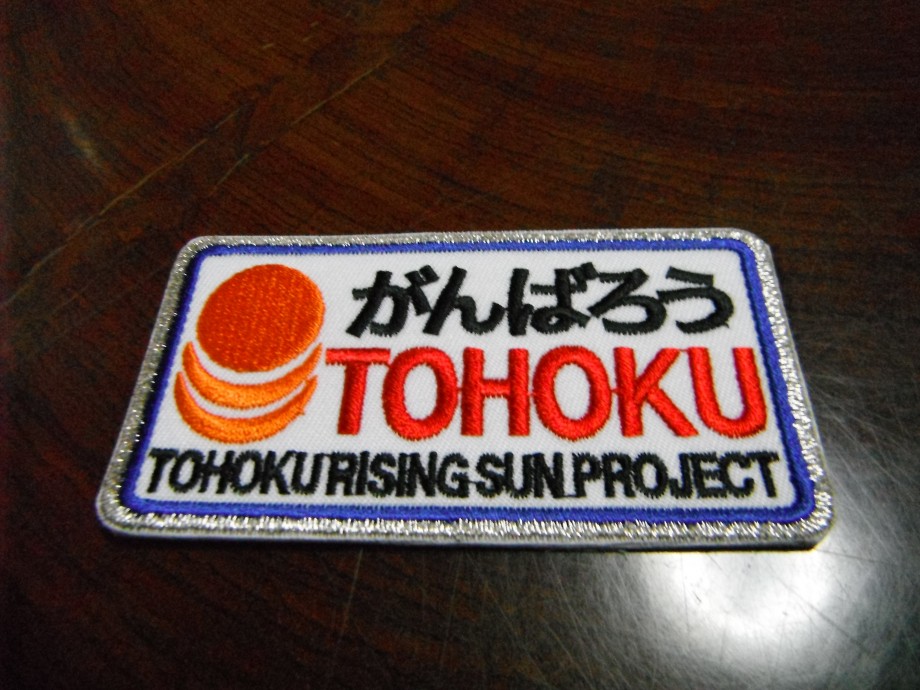 がんばろう
TOHOKU
TOHOKU RISING SUN PROJECT